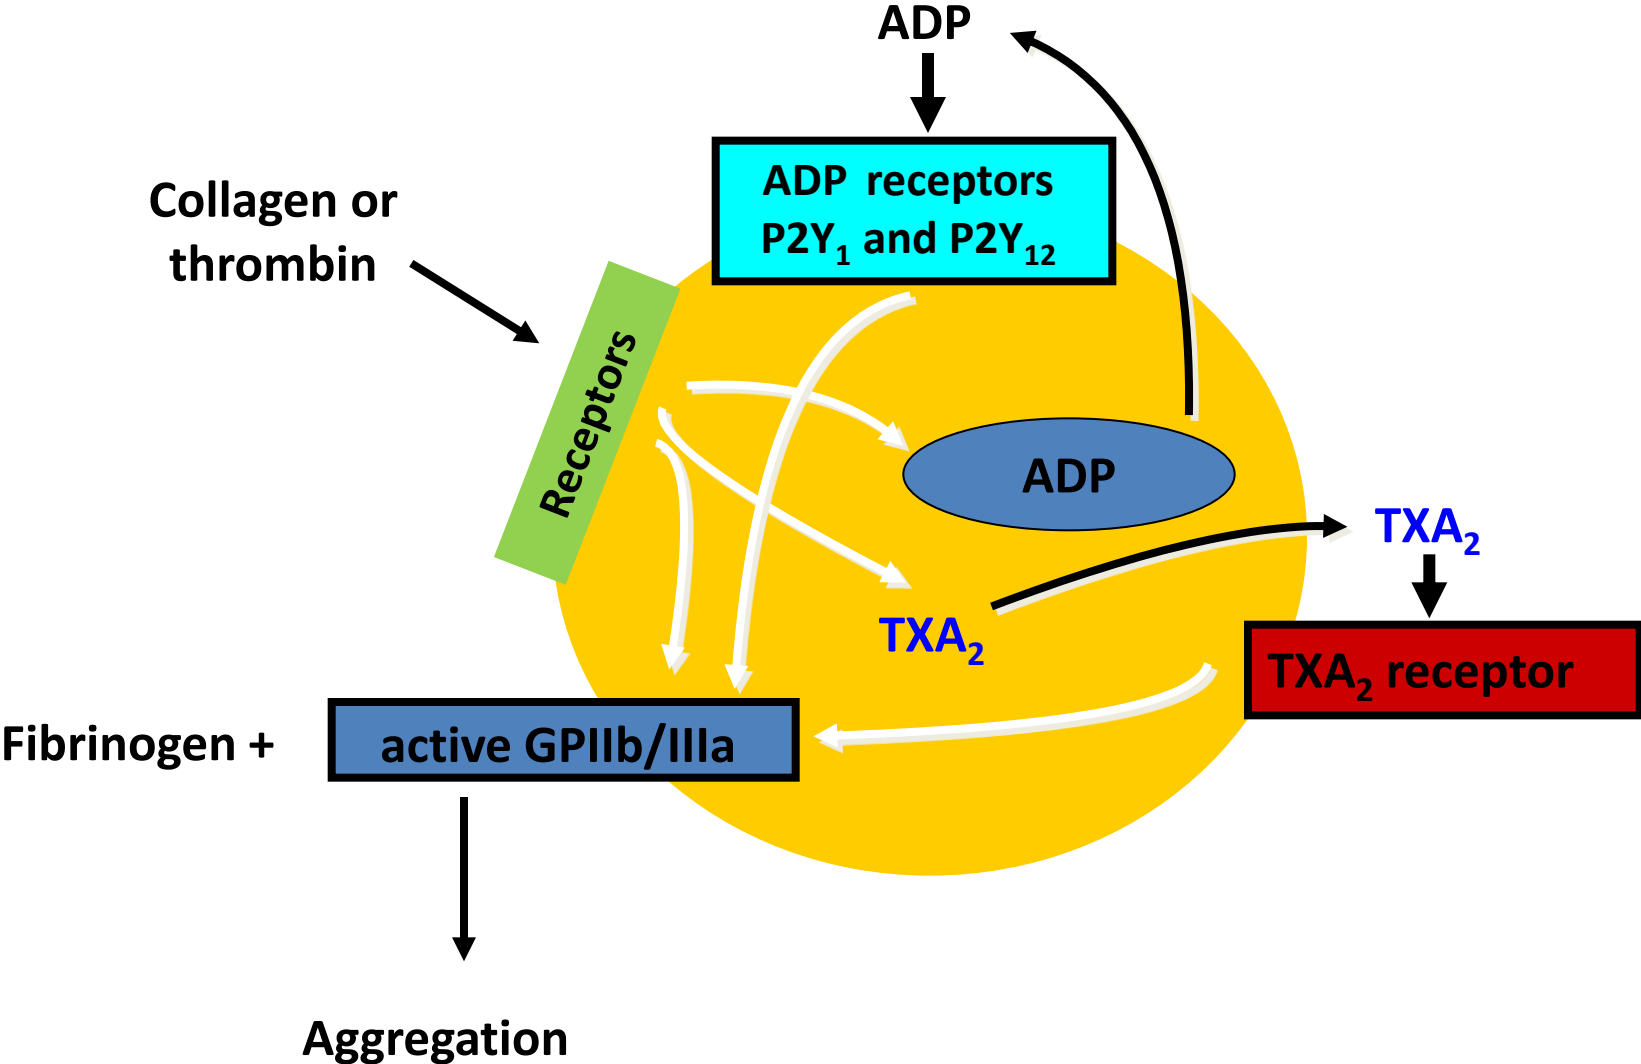 ADP
ADP receptors
P2Y₁ and P2Y₁₂
Collagen or
thrombin
Receptors
ADP
TXA₂
TXA₂
TXA₂ receptor
Fibrinogen +
active GPIIb/IIIa
Aggregation